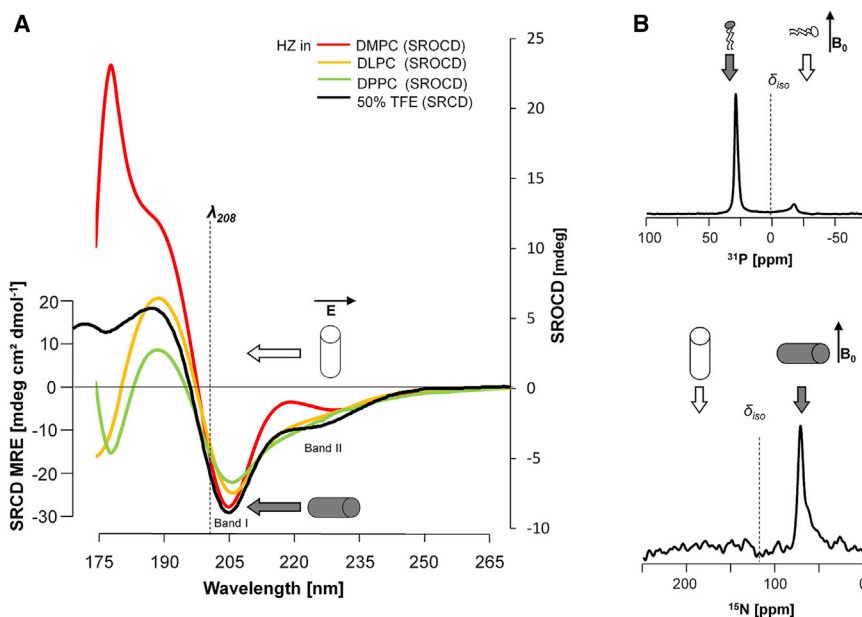 A
HZ in
DMPC (SROCD)
DLPC (SROCD)
DPPC (SROCD)
50% TFE (SRCD)
λ208
E
SRCD MRE [mdeg cm² dmol-1]
20
10
0
-10
-20
-30
25
20
15
10
5
0
-5
-10
SROCD [mdeg]
Band I
Band II
175 190 205 220 235 250 265
Wavelength [nm]
B
B0
δiso
100 50 0 -50
31P [ppm]
B0
δiso
200 100 0
15N [ppm]